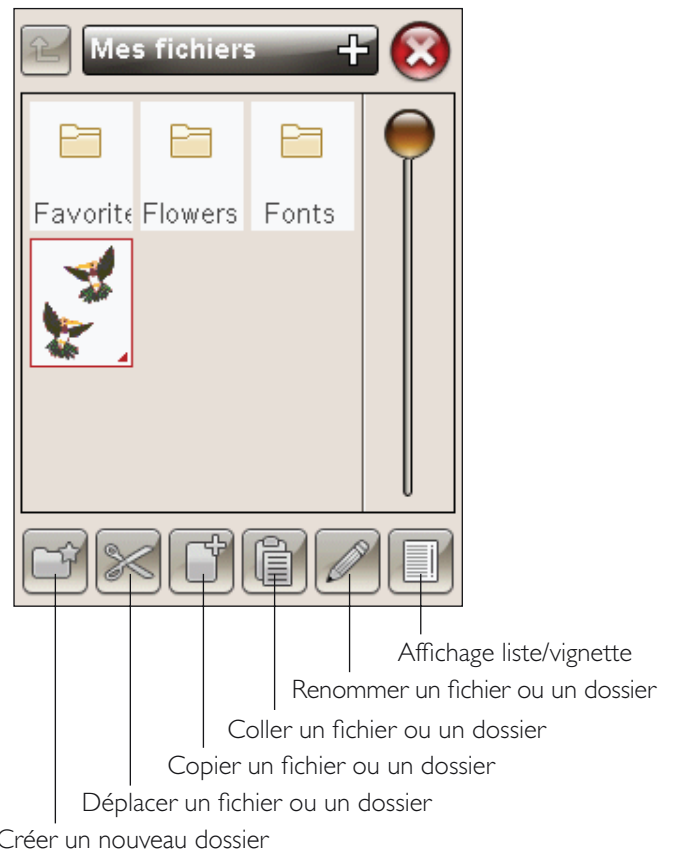 Mes fichiers
Favorite Flowers Fonts
Affichage liste/vignette
Renommer un fichier ou un dossier
Coller un fichier ou un dossier
Copier un fichier ou un dossier
Déplacer un fichier ou un dossier
Créer un nouveau dossier